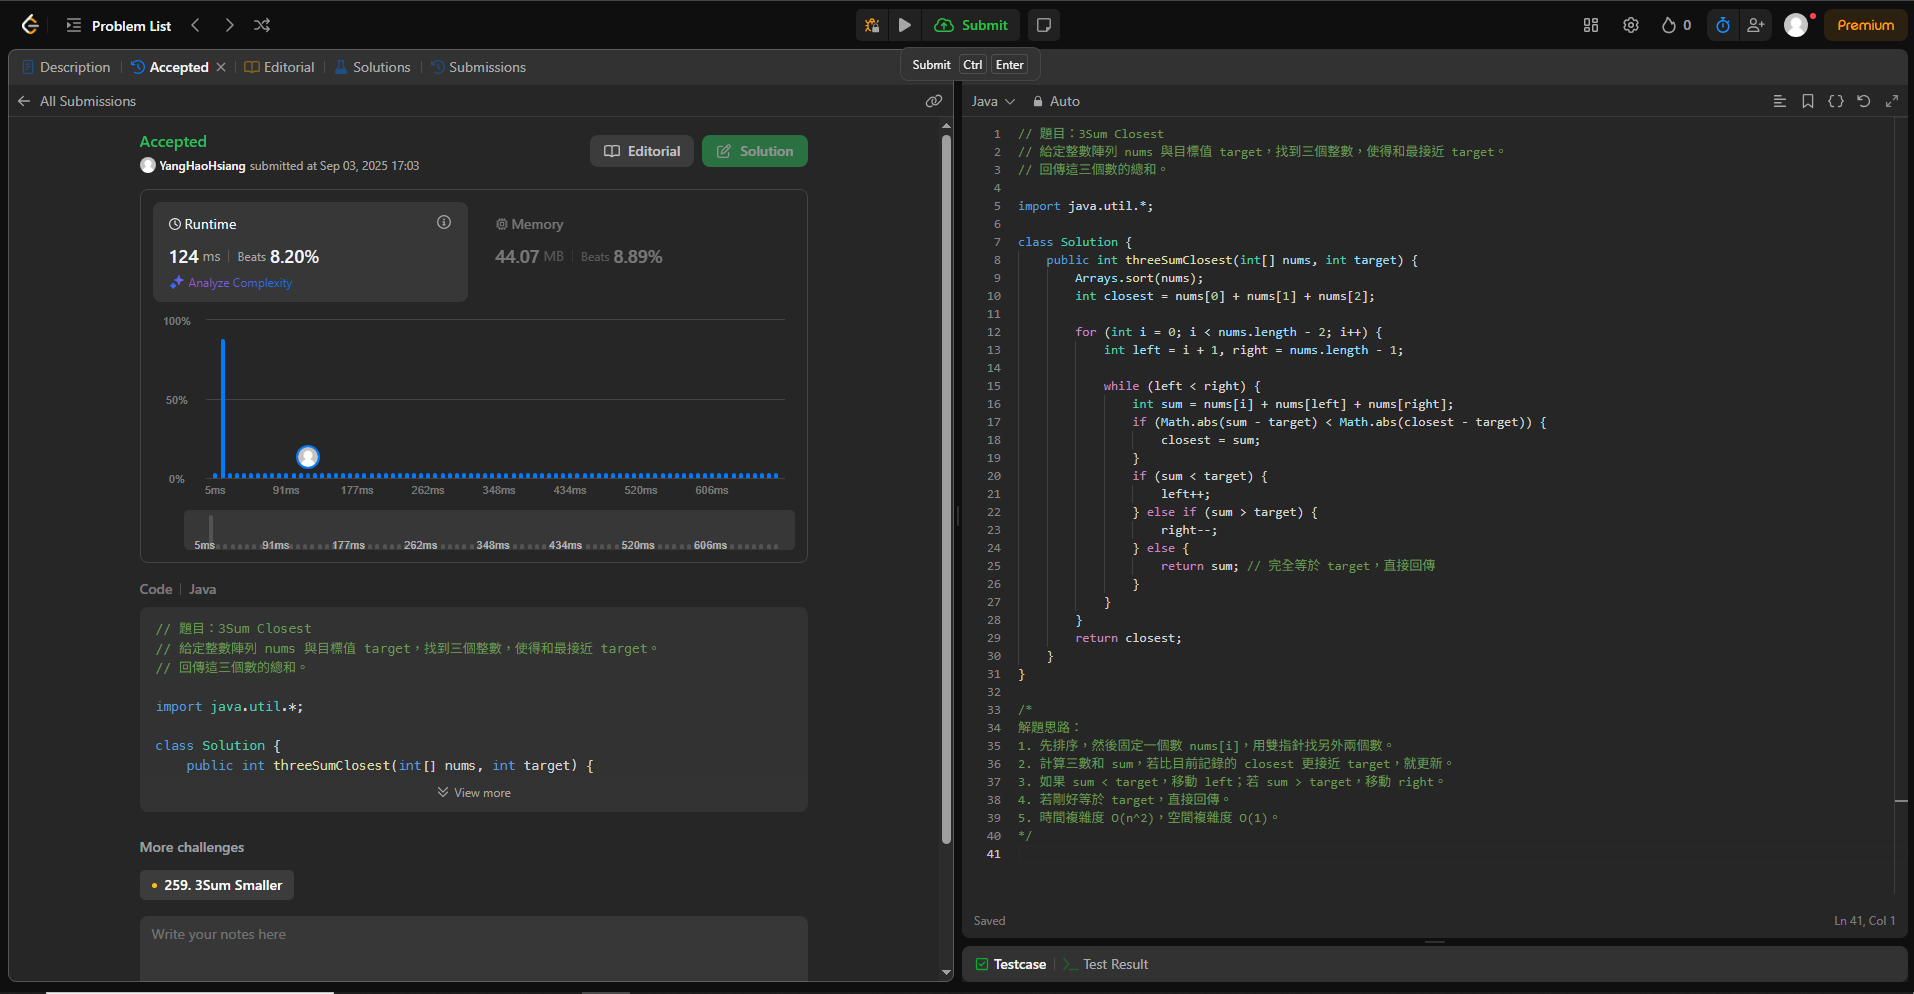 Problem List
Submit
0
Premium
Description
Accepted
Editorial
Solutions
Submissions
Submit Ctrl Enter
All Submissions
Accepted
YangHaoHsiang submitted at Sep 03, 2025 17:03
Editorial
Solution
Runtime
124 ms Beats 8.20%
Analyze Complexity
Memory
44.07 MB Beats 8.89%
100%
50%
0%
5ms 91ms 177ms 262ms 348ms 434ms 520ms 606ms
5ms 91ms 177ms 262ms 348ms 434ms 520ms 606ms
Code Java
// 題目：3Sum Closest
// 給定整數陣列 nums 與目標值 target，找到三個整數，使得和最接近 target。
// 回傳這三個數的總和。
import java.util.*;
class Solution {
public int threeSumClosest(int[] nums, int target) {
View more
More challenges
259. 3Sum Smaller
Write your notes here
Java Auto
1 // 題目：3Sum Closest
2 // 給定整數陣列 nums 與目標值 target，找到三個整數，使得和最接近 target。
3 // 回傳這三個數的總和。
4
5 import java.util.*;
6
7 class Solution {
8 public int threeSumClosest(int[] nums, int target) {
9 Arrays.sort(nums);
10 int closest = nums[0] + nums[1] + nums[2];
11
12 for (int i = 0; i < nums.length - 2; i++) {
13 int left = i + 1, right = nums.length - 1;
14
15 while (left < right) {
16 int sum = nums[i] + nums[left] + nums[right];
17 if (Math.abs(sum - target) < Math.abs(closest - target)) {
18 closest = sum;
19 }
20 if (sum < target) {
21 left++;
22 } else if (sum > target) {
23 right--;
24 } else {
25 return sum; // 完全等於 target，直接回傳
26 }
27 }
28 }
29 return closest;
30 }
31 }
32
33 /*
34 解題思路：
35 1. 先排序，然後固定一個數 nums[i]，用雙指針找另外兩個數。
36 2. 計算三數和 sum，若比目前記錄的 closest 更接近 target，就更新。
37 3. 如果 sum < target，移動 left；若 sum > target，移動 right。
38 4. 若剛好等於 target，直接回傳。
39 5. 時間複雜度 O(n^2)，空間複雜度 O(1)。
40 */
41
Saved
Ln 41, Col 1
Testcase
Test Result